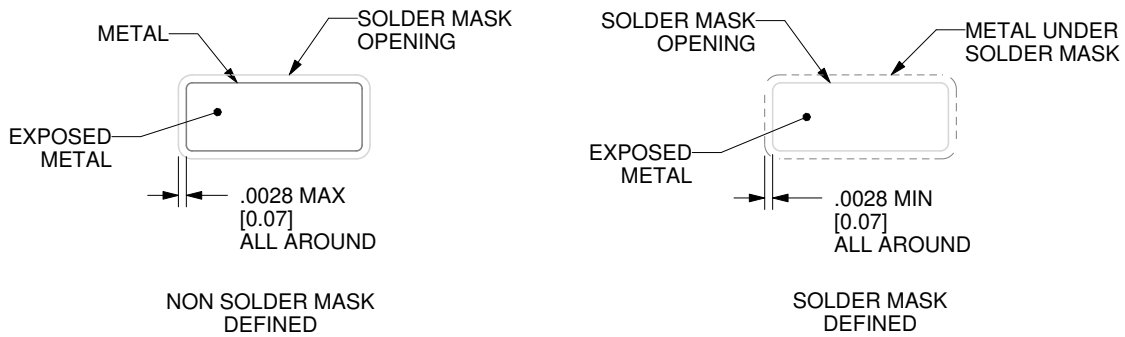 METAL
SOLDER MASK
OPENING
EXPOSED
METAL
.0028 MAX
[0.07]
ALL AROUND
NON SOLDER MASK
DEFINED
SOLDER MASK
OPENING
METAL UNDER
SOLDER MASK
EXPOSED
METAL
.0028 MIN
[0.07]
ALL AROUND
SOLDER MASK
DEFINED